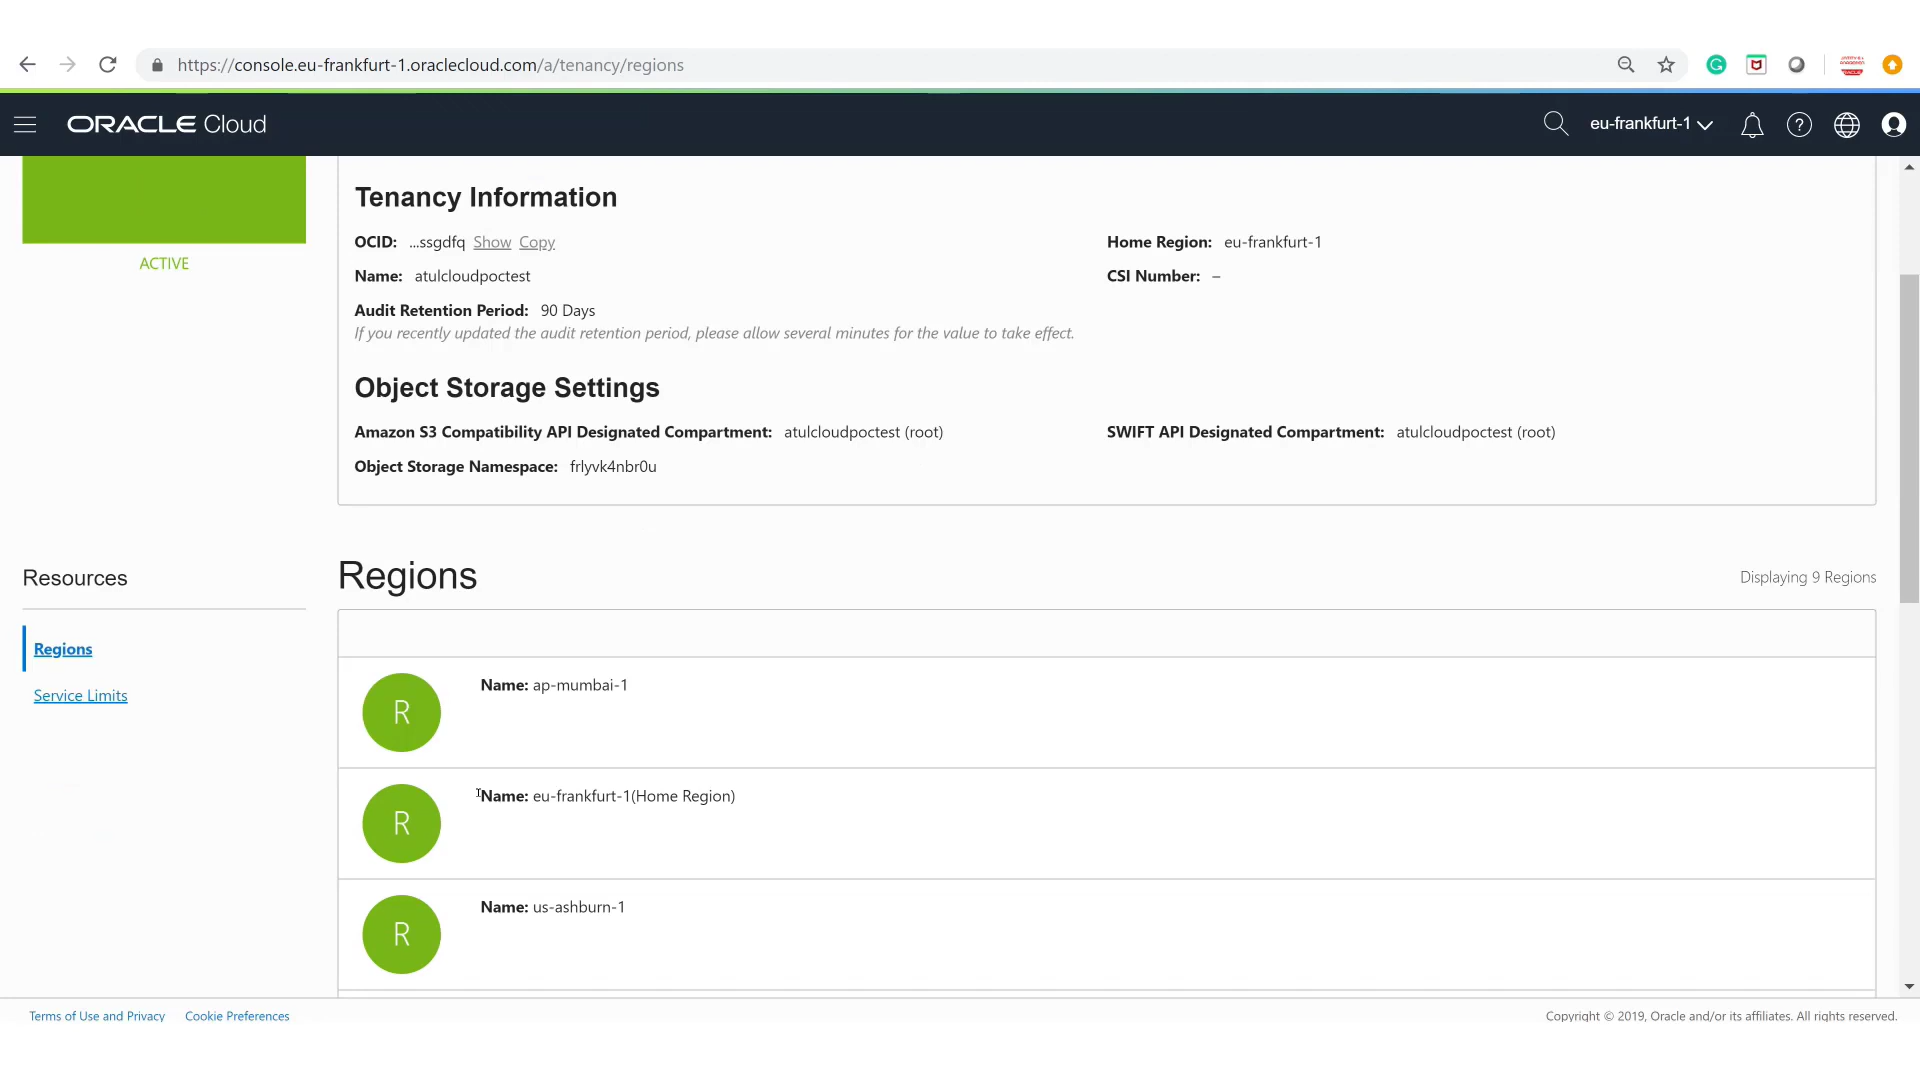 https://console.eu-frankfurt-1.oraclecloud.com/a/tenancy/regions
ORACLE Cloud
eu-frankfurt-1
ACTIVE
Tenancy Information
OCID: ...ssgdfq Show Copy
Home Region: eu-frankfurt-1
Name: atulcloudpoctest
CSI Number: –
Audit Retention Period: 90 Days
If you recently updated the audit retention period, please allow several minutes for the value to take effect.
Object Storage Settings
Amazon S3 Compatibility API Designated Compartment: atulcloudpoctest (root)
SWIFT API Designated Compartment: atulcloudpoctest (root)
Object Storage Namespace: frlyvk4nbr0u
Resources
Regions
Service Limits
Regions
Displaying 9 Regions
R
Name: ap-mumbai-1
R
Name: eu-frankfurt-1(Home Region)
R
Name: us-ashburn-1
Terms of Use and Privacy
Cookie Preferences
Copyright © 2019, Oracle and/or its affiliates. All rights reserved.